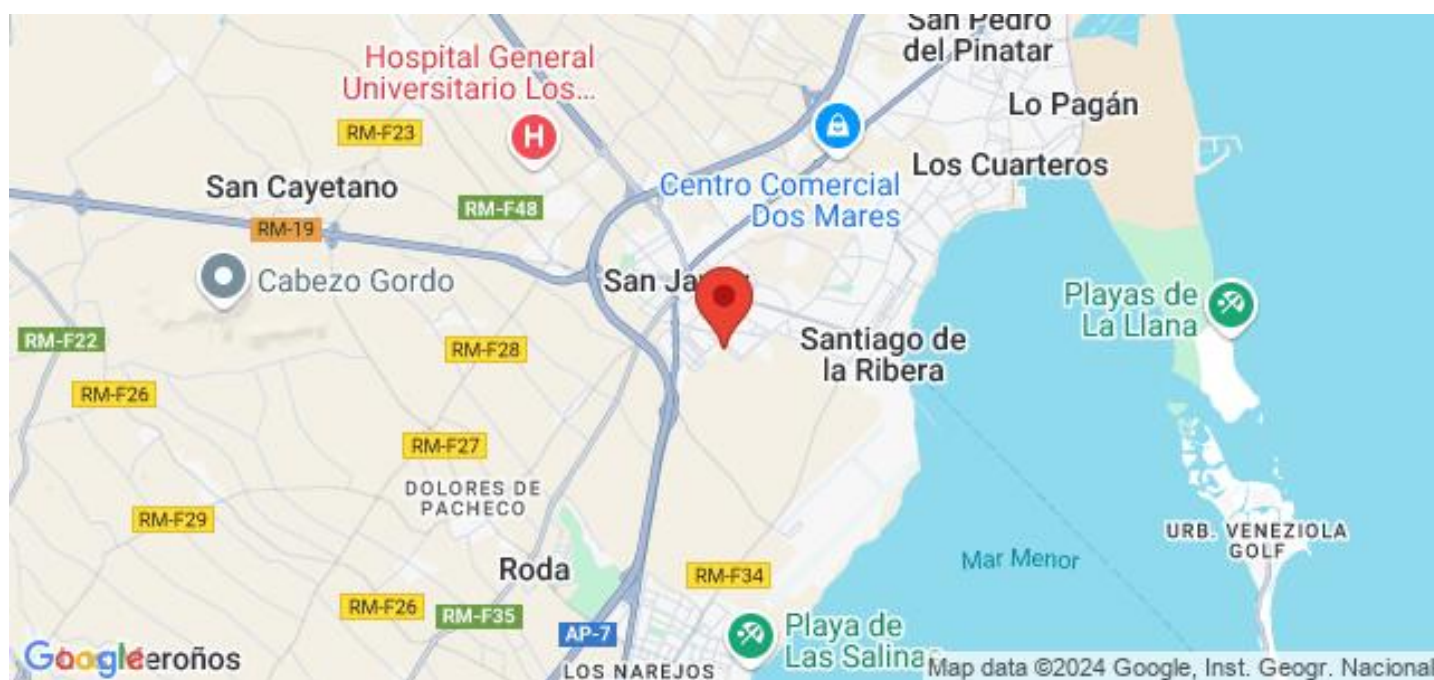 San Pedro
del Pinatar
Hospital General
Universitario Los...
H
Lo Pagán
RM-F23
Los Cuarteros
San Cayetano
Centro Comercial
Dos Mares
RM-F48
RM-19
Cabezo Gordo
Playas de
La Llana
RM-F22
RM-F28
Santiago de
la Ribera
RM-F26
RM-F27
DOLORES DE
PACHECO
RM-F29
URB. VENEZIOLA
GOLF
Mar Menor
Roda
RM-F34
RM-F26
RM-F35
AP-7
Playa de
Las Salinas
Google
LOS NAREJOS
Map data ©2024 Google, Inst. Geogr. Nacional